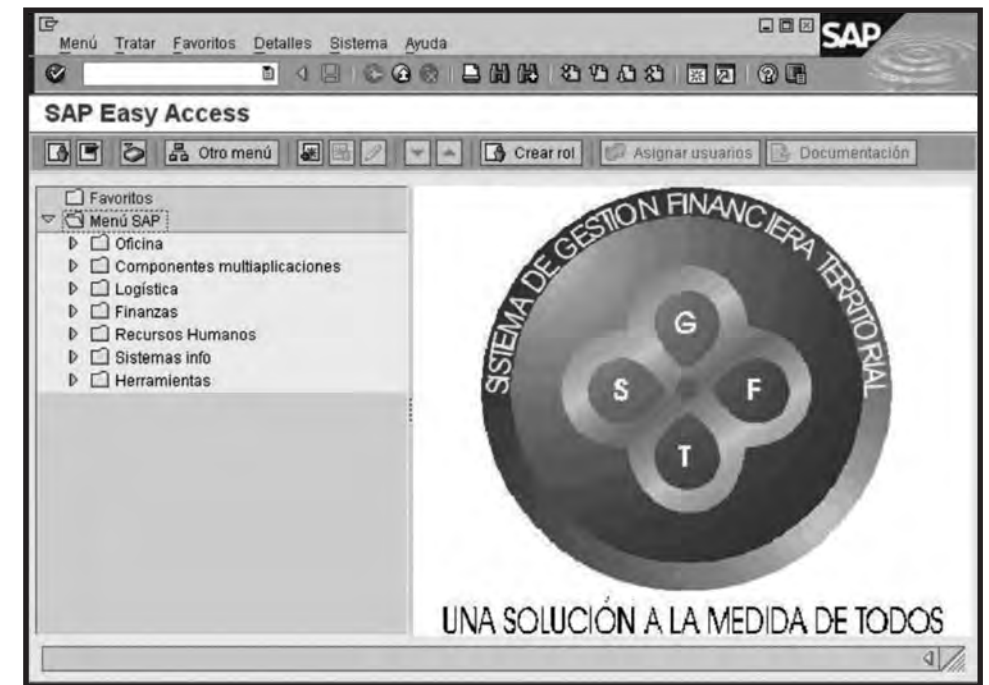 Menú Tratar Favoritos Detalles Sistema Ayuda
SAP
SAP Easy Access
Otro menú Crear rol Asignar usuarios Documentación
Favoritos
Menú SAP
Oficina
Componentes multiaplicaciones
Logística
Finanzas
Recursos Humanos
Sistemas info
Herramientas
SISTEMA DE GESTION FINANCIERA TERRITORIAL
G
S F
T
UNA SOLUCIÓN A LA MEDIDA DE TODOS